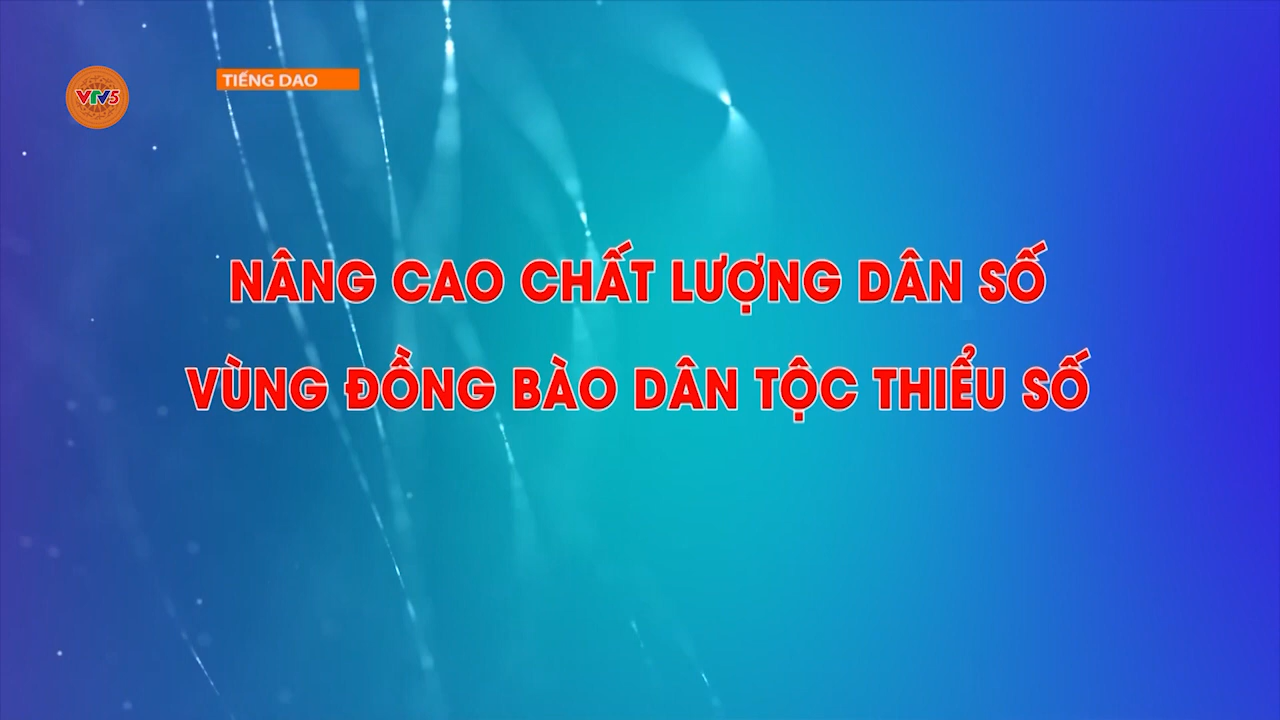 TIẾNG DAO
VTV5
NÂNG CAO CHẤT LƯỢNG DÂN SỐ
VÙNG ĐỒNG BÀO DÂN TỘC THIỂU SỐ